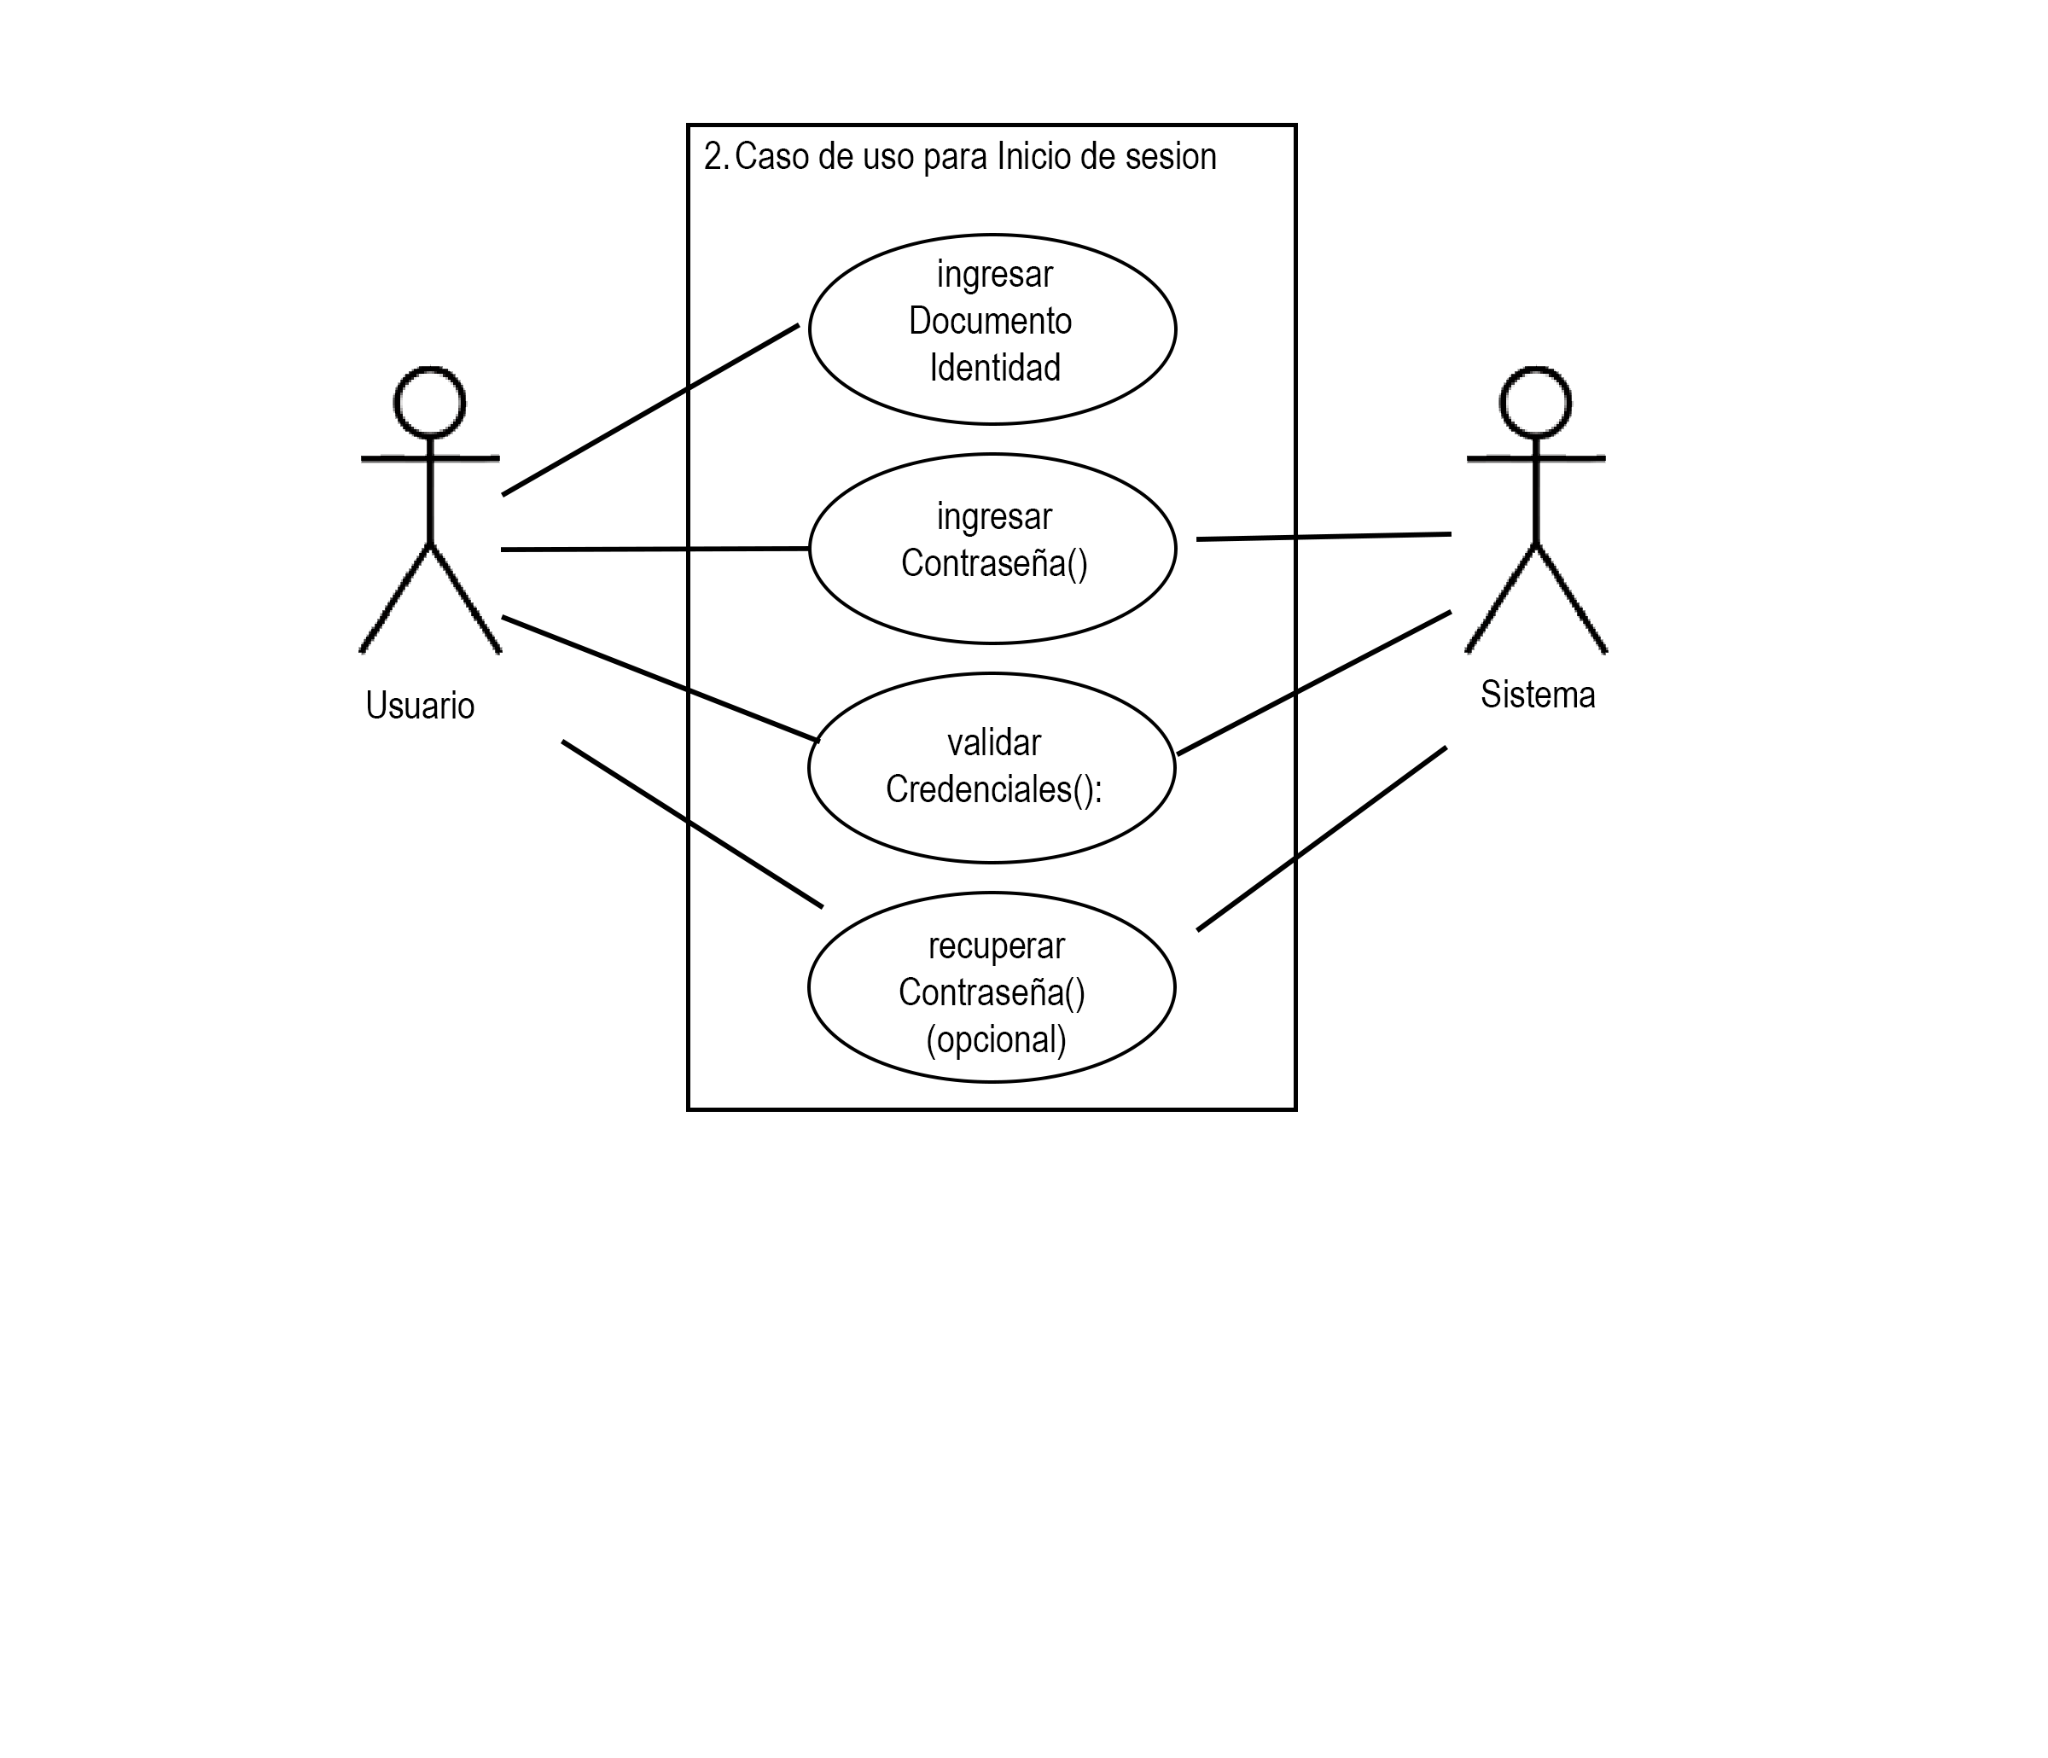 2. Caso de uso para Inicio de sesion
ingresar
Documento
Identidad
ingresar
Contraseña()
Usuario
Sistema
validar
Credenciales():
recuperar
Contraseña()
(opcional)